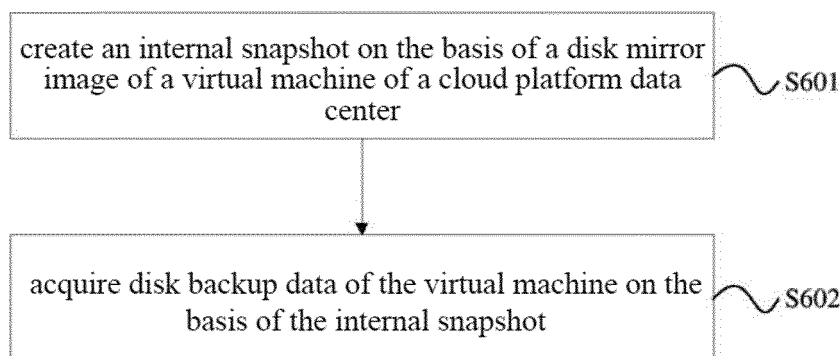 create an internal snapshot on the basis of a disk mirror
image of a virtual machine of a cloud platform data
center
S601
acquire disk backup data of the virtual machine on the
basis of the internal snapshot
S602